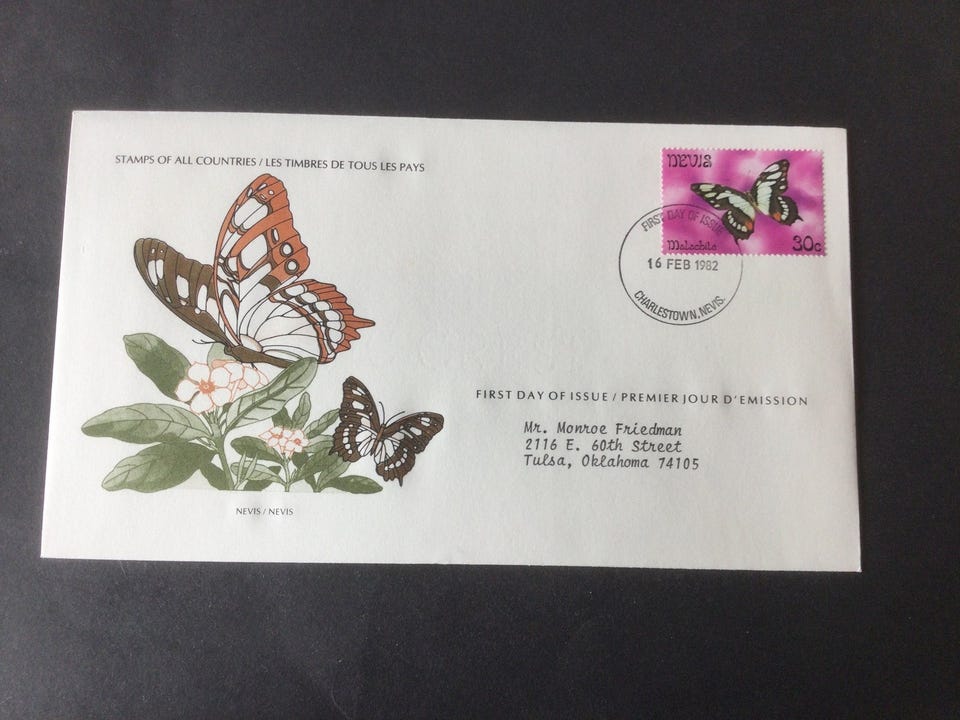 STAMPS OF ALL COUNTRIES / LES TIMBRES DE TOUS LES PAYS
NEVIS
Malachite
30c
FIRST DAY OF ISSUE
16 FEB 1982
CHARLESTOWN, NEVIS.
FIRST DAY OF ISSUE / PREMIER JOUR D'EMISSION
Mr. Monroe Friedman
2116 E. 60th Street
Tulsa, Oklahoma 74105
NEVIS / NEVIS